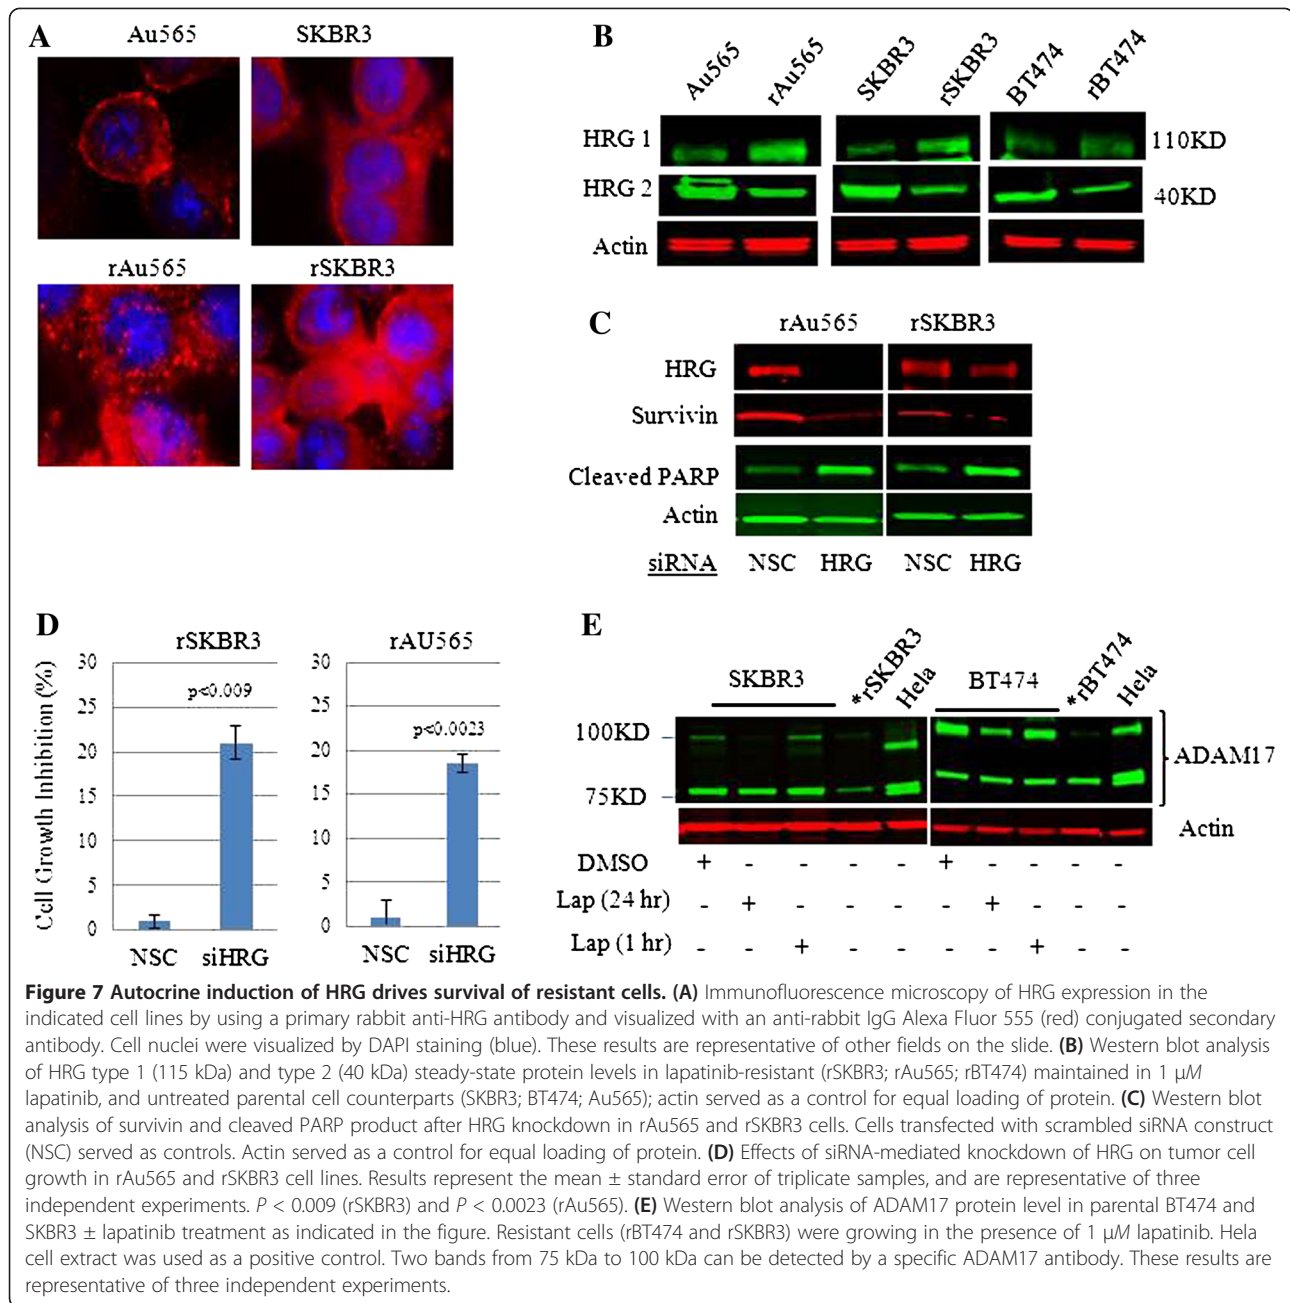 A
Au565 SKBR3
rAu565 rSKBR3
B
Au565 rAu565 SKBR3 rSKBR3 BT474 rBT474
HRG 1 110KD
HRG 2 40KD
Actin
C
rAu565 rSKBR3
HRG
Survivin
Cleaved PARP
Actin
siRNA NSC HRG NSC HRG
D
rSKBR3 rAU565
Cell Growth Inhibition (%)
30 30
25 25
20 20
15 15
10 10
5 5
0 0
p<0.009 p<0.0023
NSC siHRG NSC siHRG
E
SKBR3 *rSKBR3 Hela BT474 *rBT474 Hela
100KD
75KD
ADAM17
Actin
DMSO + - - - - + - - - -
Lap (24 hr) - + - - - - + - - -
Lap (1 hr) - - + - - - - + - -
Figure 7 Autocrine induction of HRG drives survival of resistant cells. (A) Immunofluorescence microscopy of HRG expression in the
indicated cell lines by using a primary rabbit anti-HRG antibody and visualized with an anti-rabbit IgG Alexa Fluor 555 (red) conjugated secondary
antibody. Cell nuclei were visualized by DAPI staining (blue). These results are representative of other fields on the slide. (B) Western blot analysis
of HRG type 1 (115 kDa) and type 2 (40 kDa) steady-state protein levels in lapatinib-resistant (rSKBR3; rAu565; rBT474) maintained in 1 μM
lapatinib, and untreated parental cell counterparts (SKBR3; BT474; Au565); actin served as a control for equal loading of protein. (C) Western blot
analysis of survivin and cleaved PARP product after HRG knockdown in rAu565 and rSKBR3 cells. Cells transfected with scrambled siRNA construct
(NSC) served as controls. Actin served as a control for equal loading of protein. (D) Effects of siRNA-mediated knockdown of HRG on tumor cell
growth in rAu565 and rSKBR3 cell lines. Results represent the mean ± standard error of triplicate samples, and are representative of three
independent experiments. P < 0.009 (rSKBR3) and P < 0.0023 (rAu565). (E) Western blot analysis of ADAM17 protein level in parental BT474 and
SKBR3 ± lapatinib treatment as indicated in the figure. Resistant cells (rBT474 and rSKBR3) were growing in the presence of 1 μM lapatinib. Hela
cell extract was used as a positive control. Two bands from 75 kDa to 100 kDa can be detected by a specific ADAM17 antibody. These results are
representative of three independent experiments.